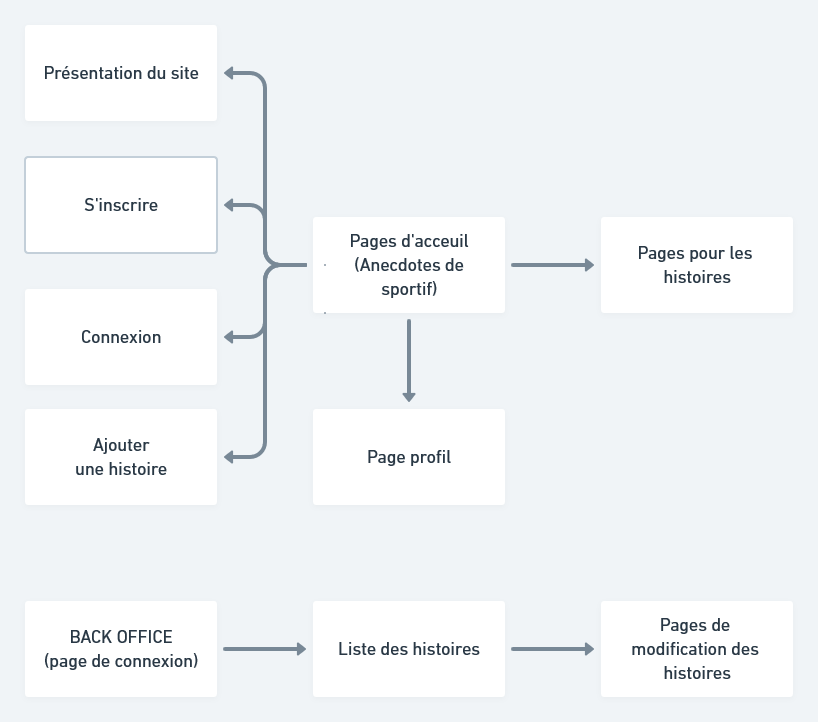 Présentation du site
S'inscrire
Pages d'acceuil
(Anecdotes de
sportif)
Pages pour les
histoires
Connexion
Ajouter
une histoire
Page profil
BACK OFFICE
(page de connexion)
Liste des histoires
Pages de
modification des
histoires